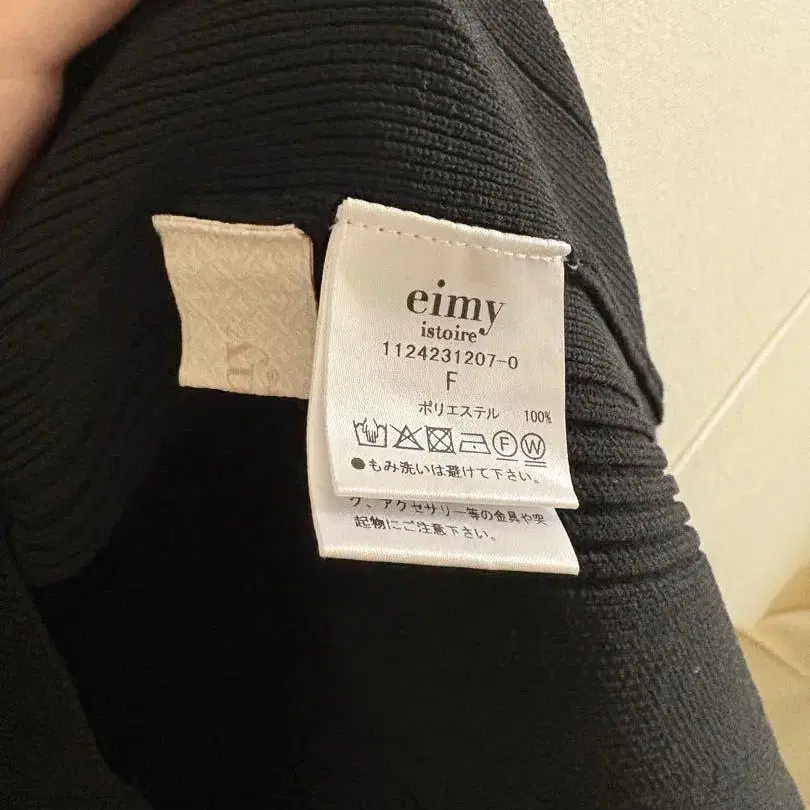 eimy
istoire
1124231207-0
F
ポリエステル 100%
F W
●もみ洗いは避けて下さい。
グ、アクセサリー等の金具や突
起物にご注意下さい。